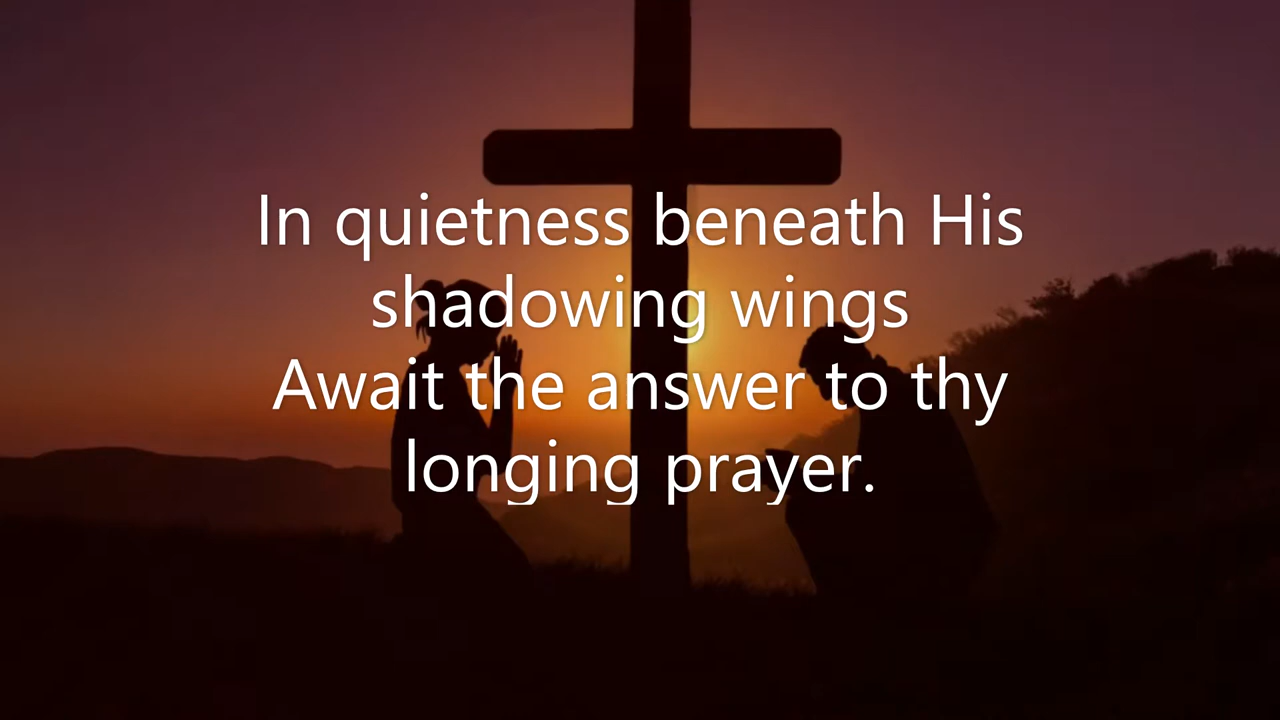 In quietness beneath His
shadowing wings
Await the answer to thy
longing prayer.